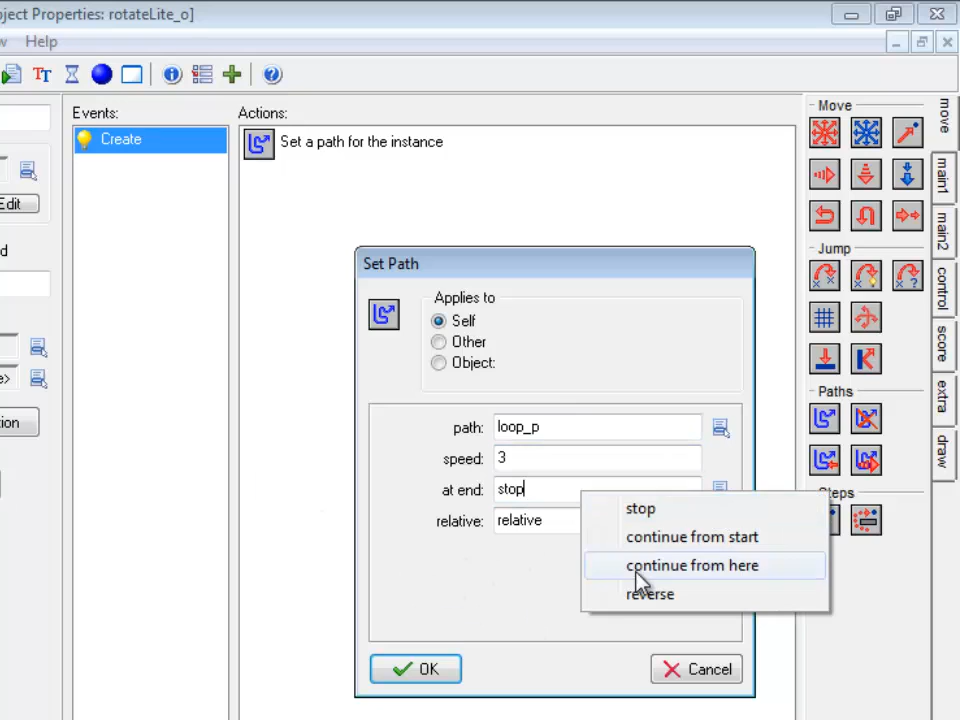 ject Properties: rotateLite_o]
w Help
Events:
Actions:
Create
Set a path for the instance
Edit
d
e>
ion
Set Path
Applies to
Self
Other
Object:
path: loop_p
speed: 3
at end: stop
relative: relative
stop
continue from start
continue from here
reverse
OK
Cancel
Move
Jump
Paths
Steps
move
main1
main2
control
score
extra
draw